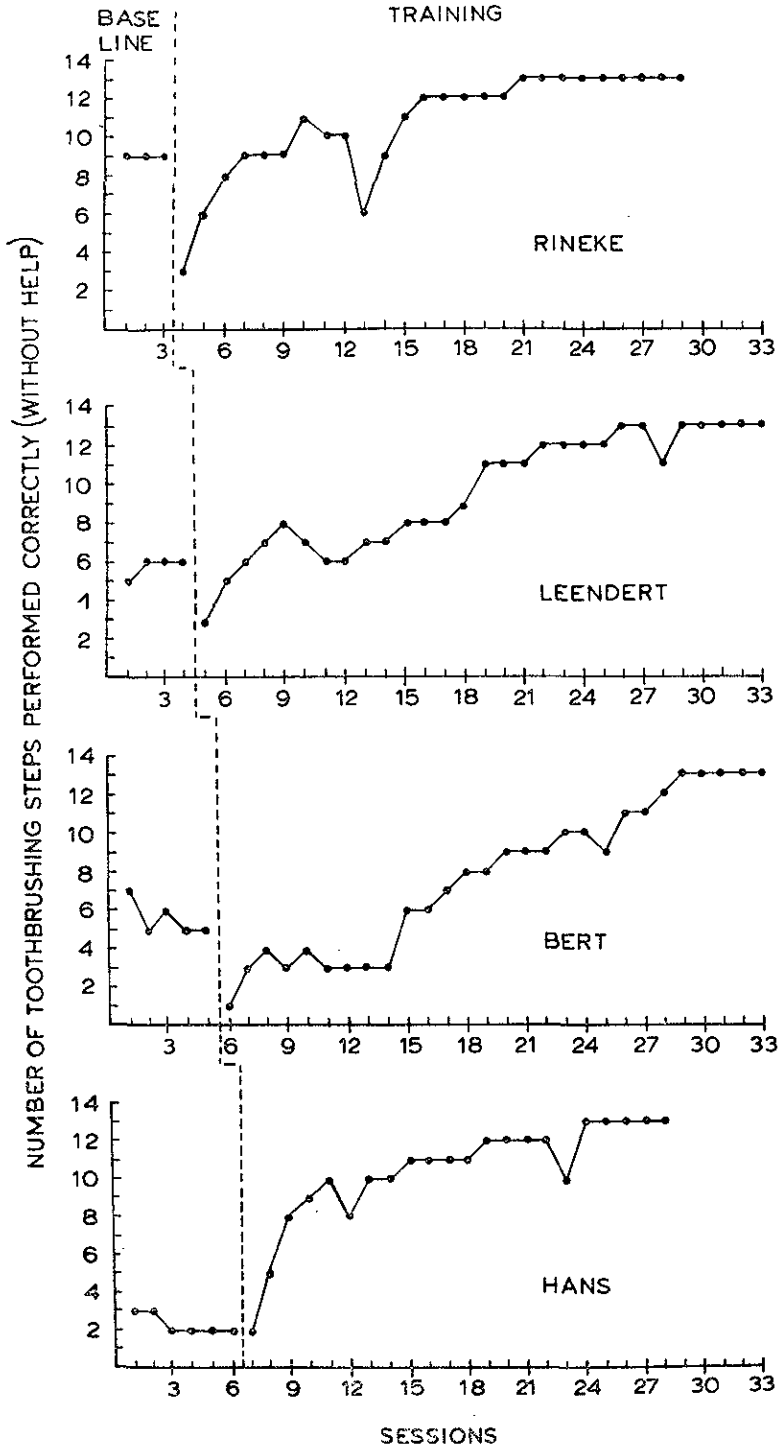 BASE
LINE
TRAINING
NUMBER OF TOOTHBRUSHING STEPS PERFORMED CORRECTLY (WITHOUT HELP)
14
12
10
8
6
4
2
RINEKE
3 6 9 12 15 18 21 24 27 30 33
14
12
10
8
6
4
2
LEENDERT
3 6 9 12 15 18 21 24 27 30 33
14
12
10
8
6
4
2
BERT
3 6 9 12 15 18 21 24 27 30 33
14
12
10
8
6
4
2
HANS
3 6 9 12 15 18 21 24 27 30 33
SESSIONS